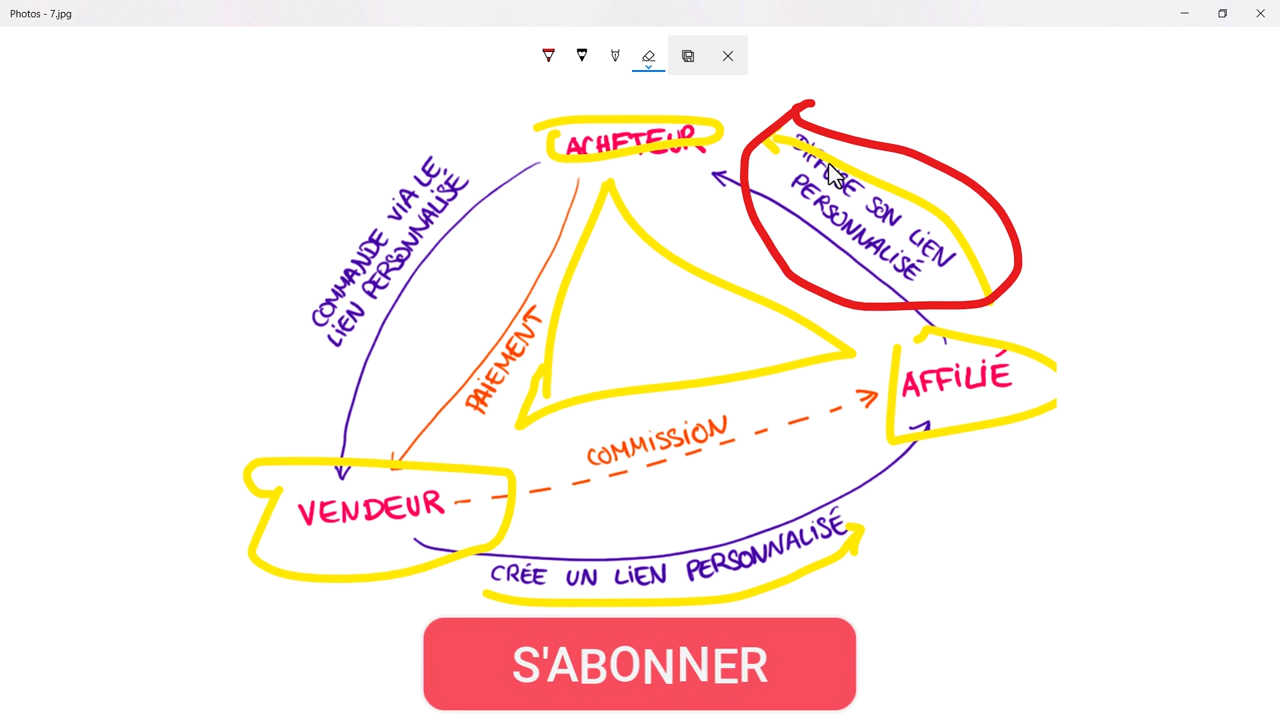 Photos - 7.jpg
ACHETEUR
DIFFUSE SON LIEN
PERSONNALISÉ
COMMANDE VIA LE
LIEN PERSONNALISÉ
PAIEMENT
AFFILIÉ
COMMISSION
VENDEUR
CRÉE UN LIEN PERSONNALISÉ
S'ABONNER